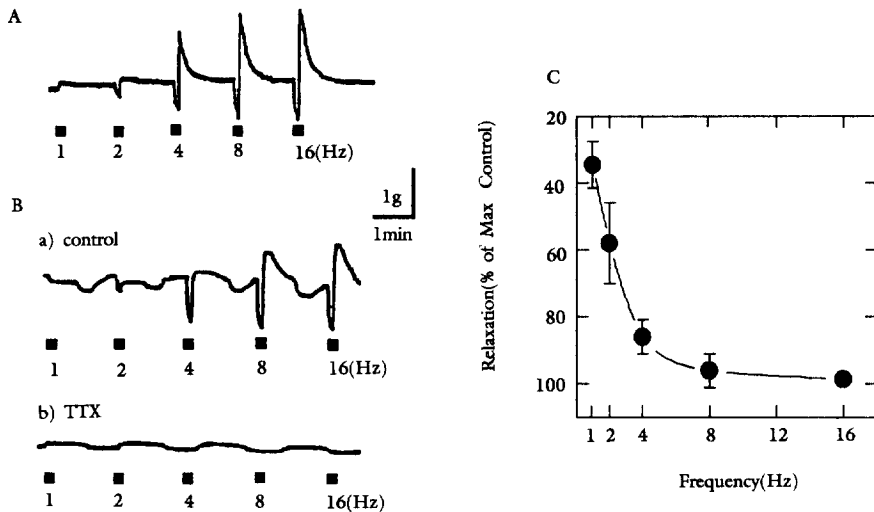 A
1 2 4 8 16(Hz)
1g
1min
B
a) control
1 2 4 8 16(Hz)
b) TTX
1 2 4 8 16(Hz)
C
Relaxation(% of Max Control)
20
40
60
80
100
1 2 4 8 12 16
Frequency(Hz)